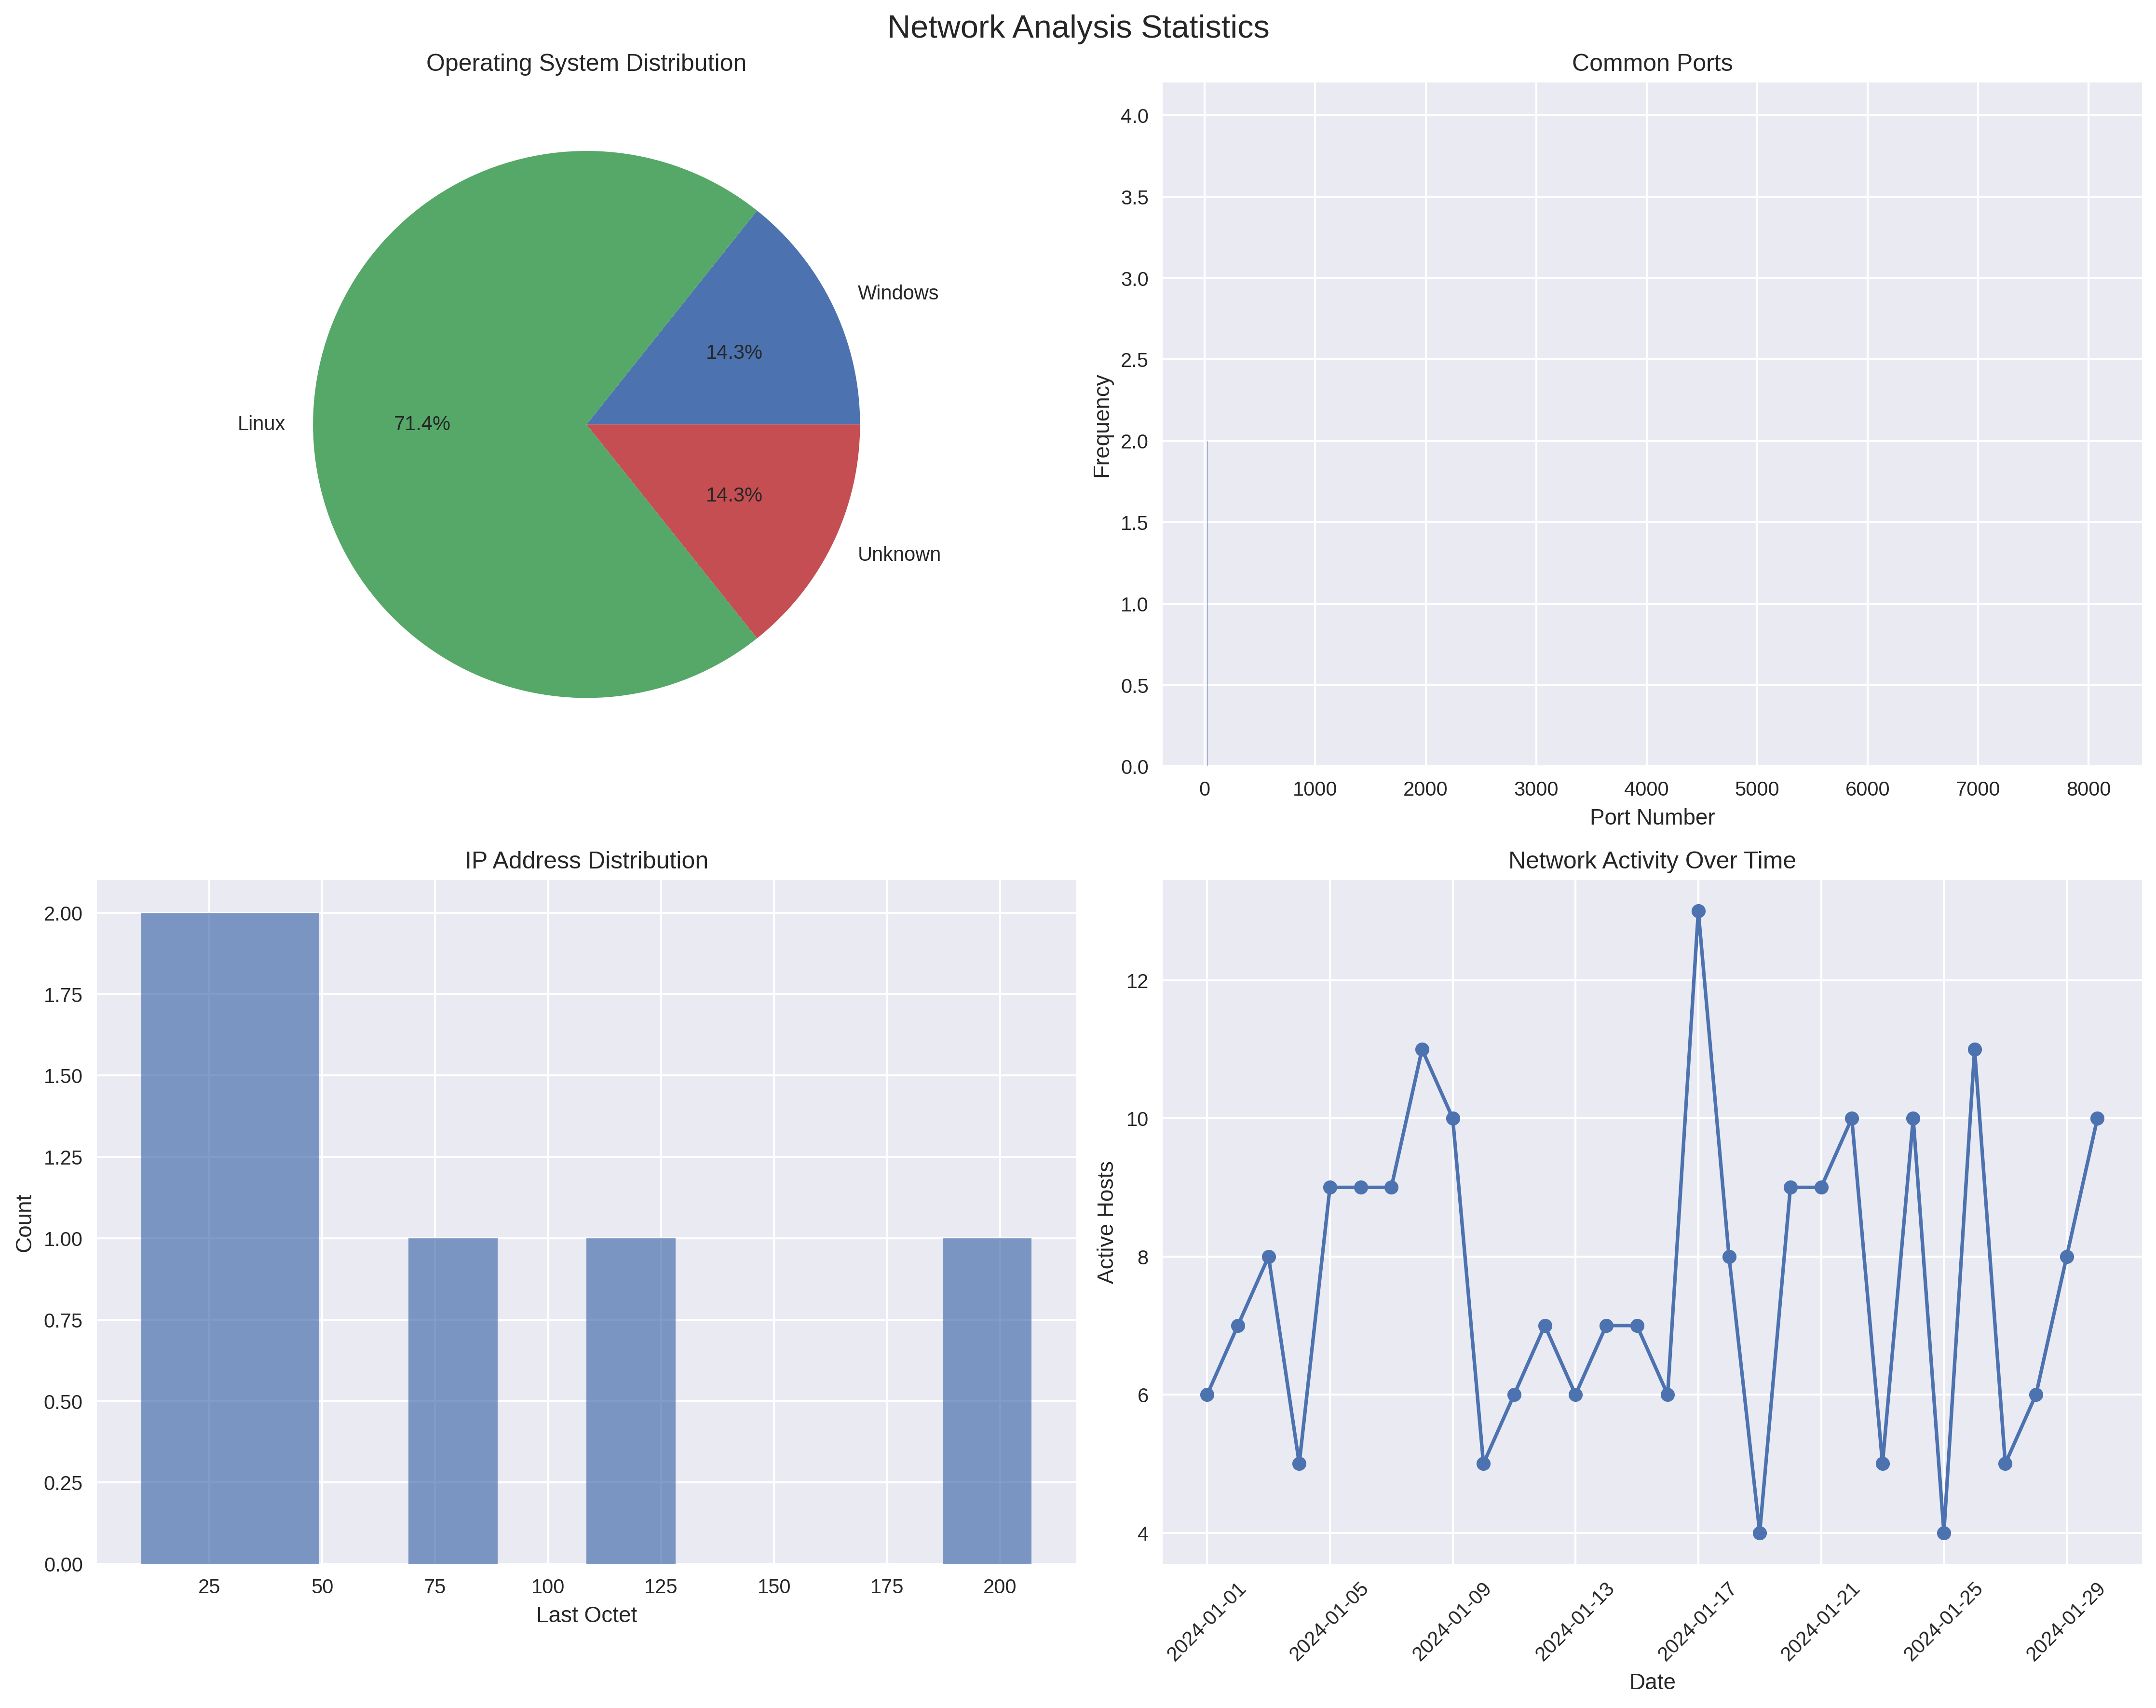 Network Analysis Statistics
Operating System Distribution
Windows
14.3%
Linux
71.4%
14.3%
Unknown
Common Ports
4.0
3.5
3.0
2.5
2.0
1.5
1.0
0.5
0.0
Frequency
0 1000 2000 3000 4000 5000 6000 7000 8000
Port Number
IP Address Distribution
2.00
1.75
1.50
1.25
1.00
0.75
0.50
0.25
0.00
Count
25 50 75 100 125 150 175 200
Last Octet
Network Activity Over Time
12
10
8
6
4
Active Hosts
2024-01-01 2024-01-05 2024-01-09 2024-01-13 2024-01-17 2024-01-21 2024-01-25 2024-01-29
Date